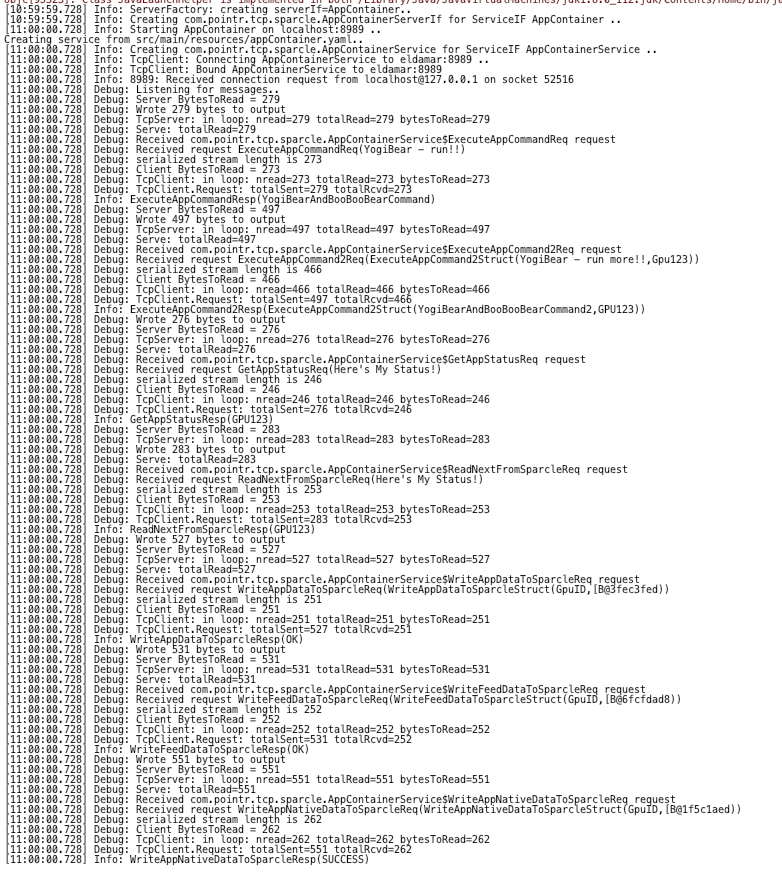 [10:59:59.728] Info: ServerFactory: creating serverIf=AppContainer..
[10:59:59.728] Info: Creating com.pointr.tcp.sparcle.AppContainerServerIf for ServiceIF AppContainer ..
[11:00:00.728] Info: Starting AppContainer on localhost:8989 ..
Creating service from src/main/resources/appContainer.yaml..
[11:00:00.728] Info: Creating com.pointr.tcp.sparcle.AppContainerService for ServiceIF AppContainerService ..
[11:00:00.728] Info: TcpClient: Connecting AppContainerService to eldamar:8989 ..
[11:00:00.728] Info: TcpClient: Bound AppContainerService to eldamar:8989
[11:00:00.728] Info: 8989: Received connection request from localhost@127.0.0.1 on socket 52516
[11:00:00.728] Debug: Listening for messages..
[11:00:00.728] Debug: Server BytesToRead = 279
[11:00:00.728] Debug: Wrote 279 bytes to output
[11:00:00.728] Debug: TcpServer: in loop: nread=279 totalRead=279 bytesToRead=279
[11:00:00.728] Debug: Serve: totalRead=279
[11:00:00.728] Debug: Received com.pointr.tcp.sparcle.AppContainerService$ExecuteAppCommandReq request
[11:00:00.728] Debug: Received request ExecuteAppCommandReq(YogiBear - run!!)
[11:00:00.728] Debug: serialized stream length is 273
[11:00:00.728] Debug: Client BytesToRead = 273
[11:00:00.728] Debug: TcpClient: in loop: nread=273 totalRead=273 bytesToRead=273
[11:00:00.728] Debug: TcpClient.Request: totalSent=279 totalRcvd=273
[11:00:00.728] Info: ExecuteAppCommandResp(YogiBearAndBooBooBearCommand)
[11:00:00.728] Debug: Server BytesToRead = 497
[11:00:00.728] Debug: Wrote 497 bytes to output
[11:00:00.728] Debug: TcpServer: in loop: nread=497 totalRead=497 bytesToRead=497
[11:00:00.728] Debug: Serve: totalRead=497
[11:00:00.728] Debug: Received com.pointr.tcp.sparcle.AppContainerService$ExecuteAppCommand2Req request
[11:00:00.728] Debug: Received request ExecuteAppCommand2Req(ExecuteAppCommand2Struct(YogiBear - run more!!,Gpu123))
[11:00:00.728] Debug: serialized stream length is 466
[11:00:00.728] Debug: Client BytesToRead = 466
[11:00:00.728] Debug: TcpClient: in loop: nread=466 totalRead=466 bytesToRead=466
[11:00:00.728] Debug: TcpClient.Request: totalSent=497 totalRcvd=466
[11:00:00.728] Info: ExecuteAppCommand2Resp(ExecuteAppCommand2Struct(YogiBearAndBooBooBearCommand2,GPU123))
[11:00:00.728] Debug: Wrote 276 bytes to output
[11:00:00.728] Debug: Server BytesToRead = 276
[11:00:00.728] Debug: TcpServer: in loop: nread=276 totalRead=276 bytesToRead=276
[11:00:00.728] Debug: Serve: totalRead=276
[11:00:00.728] Debug: Received com.pointr.tcp.sparcle.AppContainerService$GetAppStatusReq request
[11:00:00.728] Debug: Received request GetAppStatusReq(Here's My Status!)
[11:00:00.728] Debug: serialized stream length is 246
[11:00:00.728] Debug: Client BytesToRead = 246
[11:00:00.728] Debug: TcpClient: in loop: nread=246 totalRead=246 bytesToRead=246
[11:00:00.728] Debug: TcpClient.Request: totalSent=276 totalRcvd=246
[11:00:00.728] Info: GetAppStatusResp(GPU123)
[11:00:00.728] Debug: Server BytesToRead = 283
[11:00:00.728] Debug: TcpServer: in loop: nread=283 totalRead=283 bytesToRead=283
[11:00:00.728] Debug: Wrote 283 bytes to output
[11:00:00.728] Debug: Serve: totalRead=283
[11:00:00.728] Debug: Received com.pointr.tcp.sparcle.AppContainerService$ReadNextFromSparcleReq request
[11:00:00.728] Debug: Received request ReadNextFromSparcleReq(Here's My Status!)
[11:00:00.728] Debug: serialized stream length is 253
[11:00:00.728] Debug: Client BytesToRead = 253
[11:00:00.728] Debug: TcpClient: in loop: nread=253 totalRead=253 bytesToRead=253
[11:00:00.728] Debug: TcpClient.Request: totalSent=283 totalRcvd=253
[11:00:00.728] Info: ReadNextFromSparcleResp(GPU123)
[11:00:00.728] Debug: Wrote 527 bytes to output
[11:00:00.728] Debug: Server BytesToRead = 527
[11:00:00.728] Debug: TcpServer: in loop: nread=527 totalRead=527 bytesToRead=527
[11:00:00.728] Debug: Serve: totalRead=527
[11:00:00.728] Debug: Received com.pointr.tcp.sparcle.AppContainerService$WriteAppDataToSparcleReq request
[11:00:00.728] Debug: Received request WriteAppDataToSparcleReq(WriteAppDataToSparcleStruct(GpuID,[B@3fec3fed))
[11:00:00.728] Debug: serialized stream length is 251
[11:00:00.728] Debug: Client BytesToRead = 251
[11:00:00.728] Debug: TcpClient: in loop: nread=251 totalRead=251 bytesToRead=251
[11:00:00.728] Debug: TcpClient.Request: totalSent=527 totalRcvd=251
[11:00:00.728] Info: WriteAppDataToSparcleResp(OK)
[11:00:00.728] Debug: Wrote 531 bytes to output
[11:00:00.728] Debug: Server BytesToRead = 531
[11:00:00.728] Debug: TcpServer: in loop: nread=531 totalRead=531 bytesToRead=531
[11:00:00.728] Debug: Serve: totalRead=531
[11:00:00.728] Debug: Received com.pointr.tcp.sparcle.AppContainerService$WriteFeedDataToSparcleReq request
[11:00:00.728] Debug: Received request WriteFeedDataToSparcleReq(WriteFeedDataToSparcleStruct(GpuID,[B@6fcfdad8))
[11:00:00.728] Debug: serialized stream length is 252
[11:00:00.728] Debug: Client BytesToRead = 252
[11:00:00.728] Debug: TcpClient: in loop: nread=252 totalRead=252 bytesToRead=252
[11:00:00.728] Debug: TcpClient.Request: totalSent=531 totalRcvd=252
[11:00:00.728] Info: WriteFeedDataToSparcleResp(OK)
[11:00:00.728] Debug: Wrote 551 bytes to output
[11:00:00.728] Debug: Server BytesToRead = 551
[11:00:00.728] Debug: TcpServer: in loop: nread=551 totalRead=551 bytesToRead=551
[11:00:00.728] Debug: Serve: totalRead=551
[11:00:00.728] Debug: Received com.pointr.tcp.sparcle.AppContainerService$WriteAppNativeDataToSparcleReq request
[11:00:00.728] Debug: Received request WriteAppNativeDataToSparcleReq(WriteAppNativeDataToSparcleStruct(GpuID,[B@1f5c1aed))
[11:00:00.728] Debug: serialized stream length is 262
[11:00:00.728] Debug: Client BytesToRead = 262
[11:00:00.728] Debug: TcpClient: in loop: nread=262 totalRead=262 bytesToRead=262
[11:00:00.728] Debug: TcpClient.Request: totalSent=551 totalRcvd=262
[11:00:00.728] Info: WriteAppNativeDataToSparcleResp(SUCCESS)